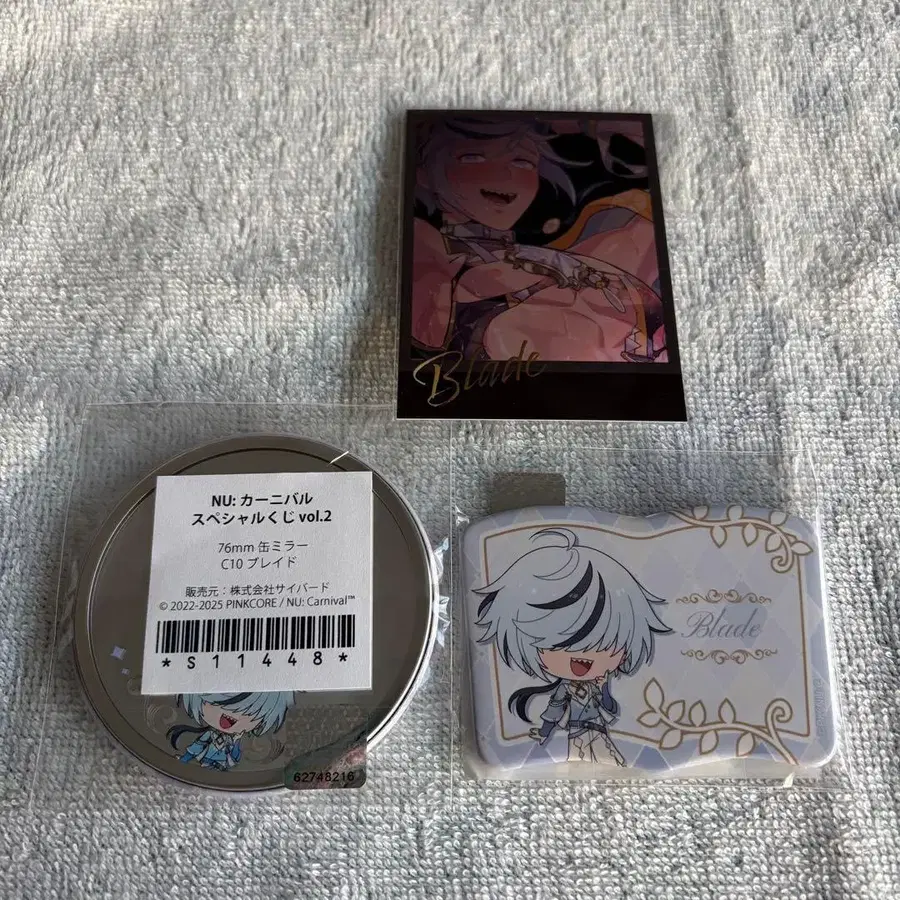 Blade
NU: カーニバル
スペシャルくじ vol.2
76mm 缶ミラー
C10 ブレイド
販売元:株式会社サイバード
© 2022-2025 PINKCORE / NU: Carnival™
*S11448*
62748216
Blade